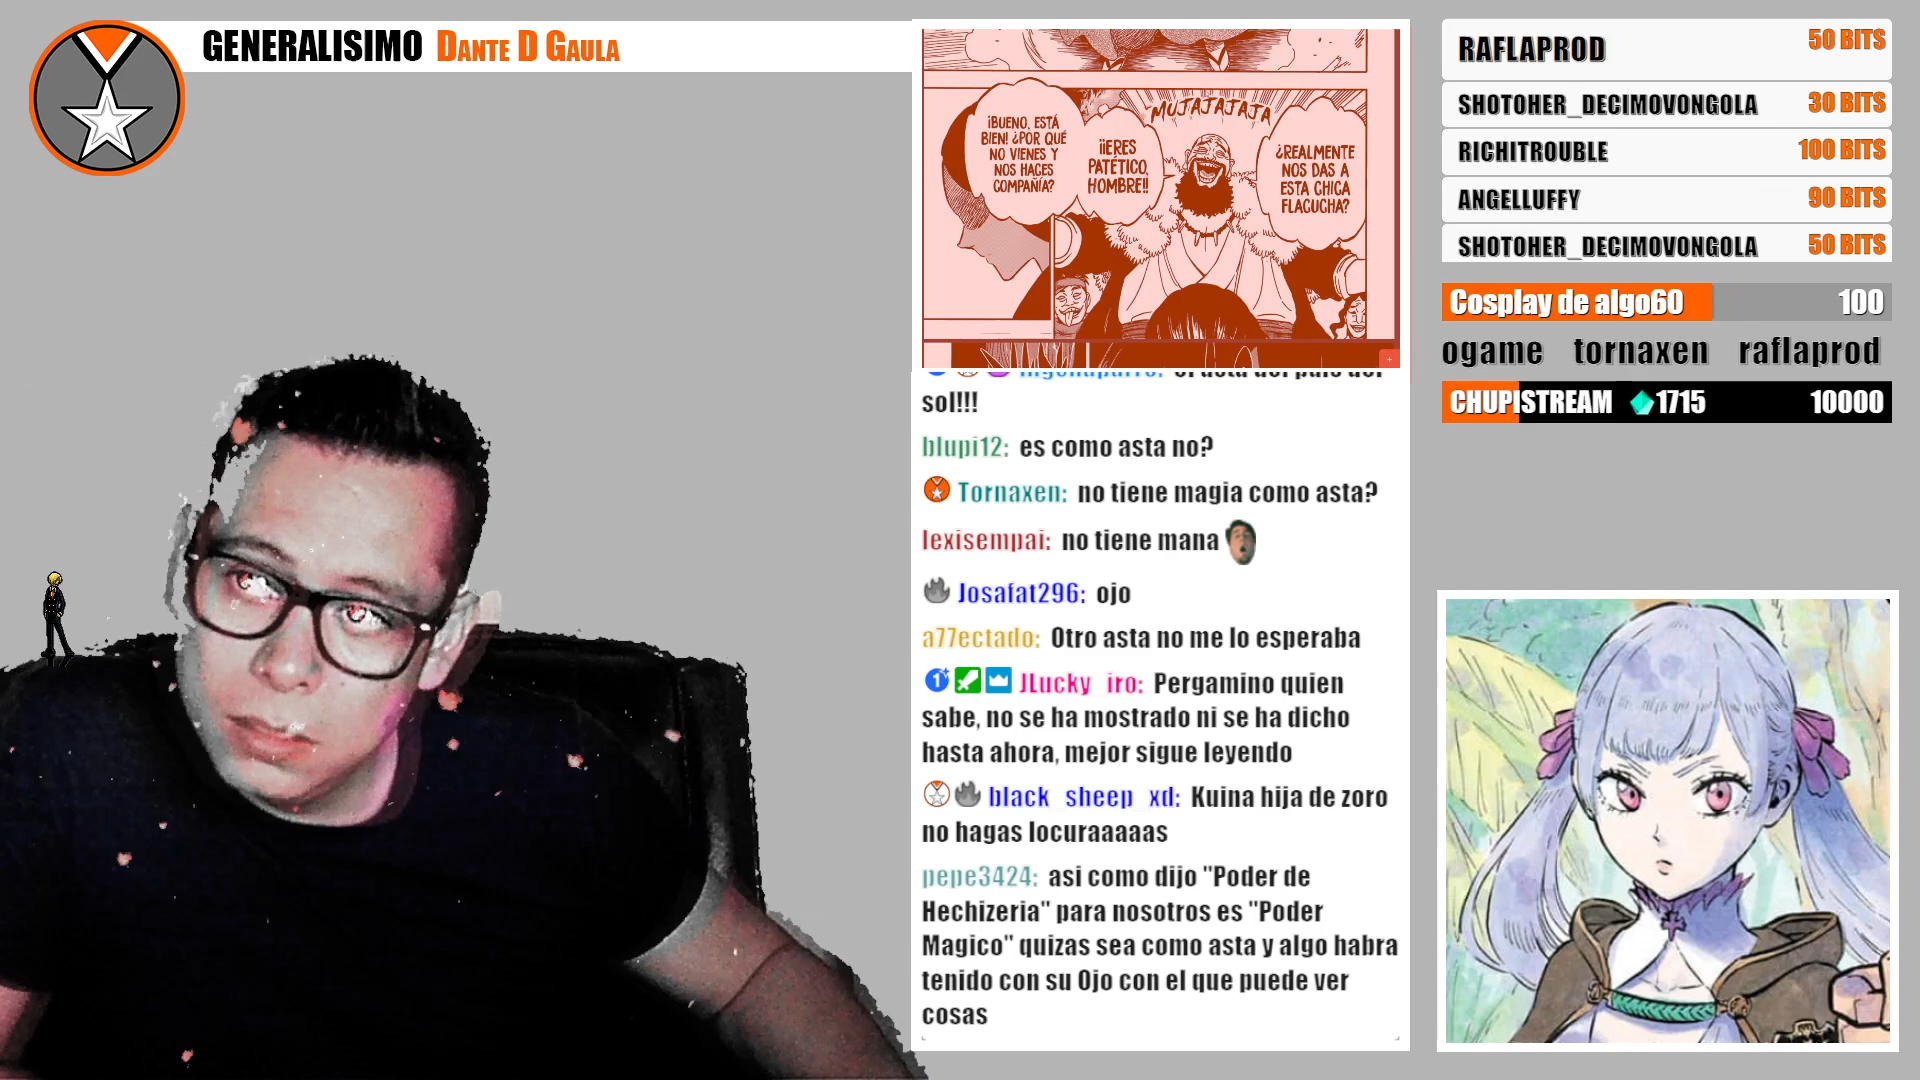 GENERALISIMO DANTE D GAULA
MUJAJAJAJA
¡BUENO, ESTÁ
BIEN! ¿POR QUÉ
NO VIENES Y
NOS HACES
COMPAÑÍA?
¡¡ERES
PATÉTICO,
HOMBRE!!
¿REALMENTE
NOS DAS A
ESTA CHICA
FLACUCHA?
sol!!!
blupi12: es como asta no?
Tornaxen: no tiene magia como asta?
lexisempai: no tiene mana
Josafat296: ojo
a77ectado: Otro asta no me lo esperaba
JLucky_iro: Pergamino quien
sabe, no se ha mostrado ni se ha dicho
hasta ahora, mejor sigue leyendo
black_sheep_xd: Kuina hija de zoro
no hagas locuraaaaas
pepe3424: asi como dijo "Poder de
Hechizeria" para nosotros es "Poder
Magico" quizas sea como asta y algo habra
tenido con su Ojo con el que puede ver
cosas
RAFLAPROD 50 BITS
SHOTOHER_DECIMOVONGOLA 30 BITS
RICHITROUBLE 100 BITS
ANGELLUFFY 90 BITS
SHOTOHER_DECIMOVONGOLA 50 BITS
Cosplay de algo60 100
ogame tornaxen raflaprod
CHUPISTREAM 1715 10000